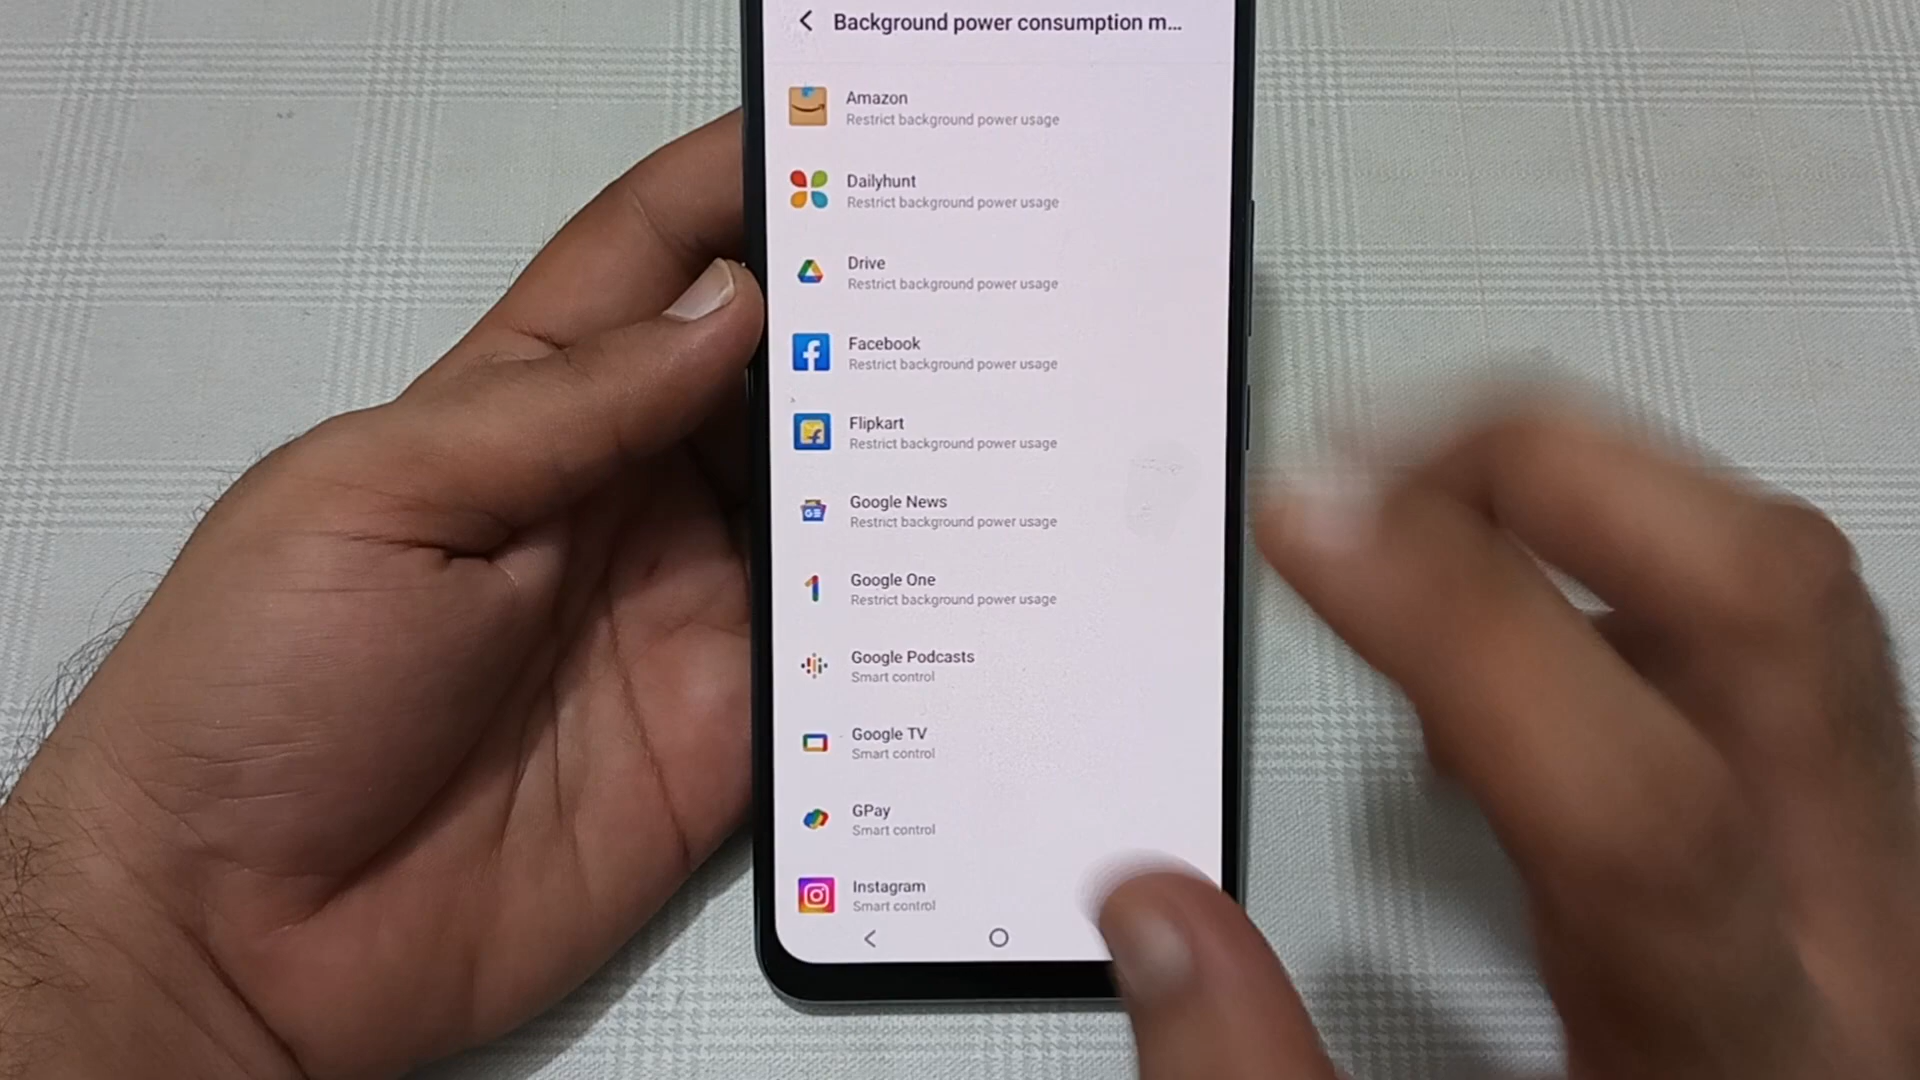 Background power consumption m...
Amazon
Restrict background power usage
Dailyhunt
Restrict background power usage
Drive
Restrict background power usage
Facebook
Restrict background power usage
Flipkart
Restrict background power usage
Google News
Restrict background power usage
Google One
Restrict background power usage
Google Podcasts
Smart control
Google TV
Smart control
GPay
Smart control
Instagram
Smart control